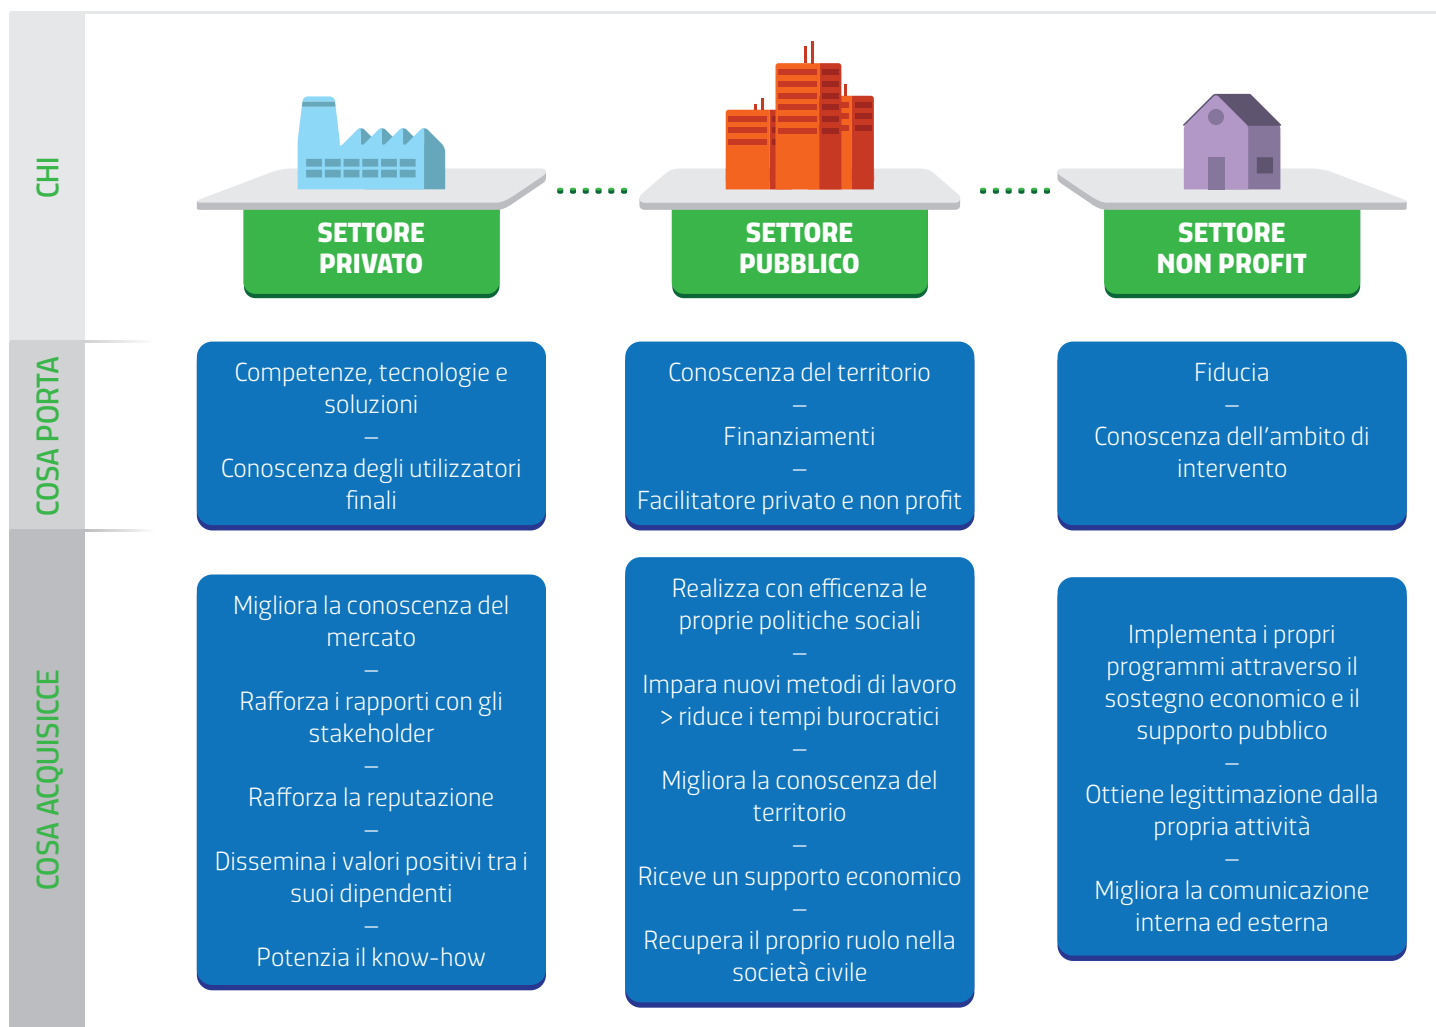 CHI
SETTORE
PRIVATO
SETTORE
PUBBLICO
SETTORE
NON PROFIT
COSA PORTA
Competenze, tecnologie e
soluzioni
–
Conoscenza degli utilizzatori
finali
Conoscenza del territorio
–
Finanziamenti
–
Facilitatore privato e non profit
Fiducia
–
Conoscenza dell’ambito di
intervento
COSA ACQUISICCE
Migliora la conoscenza del
mercato
–
Rafforza i rapporti con gli
stakeholder
–
Rafforza la reputazione
–
Dissemina i valori positivi tra i
suoi dipendenti
–
Potenzia il know-how
Realizza con efficenza le
proprie politiche sociali
–
Impara nuovi metodi di lavoro
> riduce i tempi burocratici
–
Migliora la conoscenza del
territorio
–
Riceve un supporto economico
–
Recupera il proprio ruolo nella
società civile
Implementa i propri
programmi attraverso il
sostegno economico e il
supporto pubblico
–
Ottiene legittimazione dalla
propria attività
–
Migliora la comunicazione
interna ed esterna